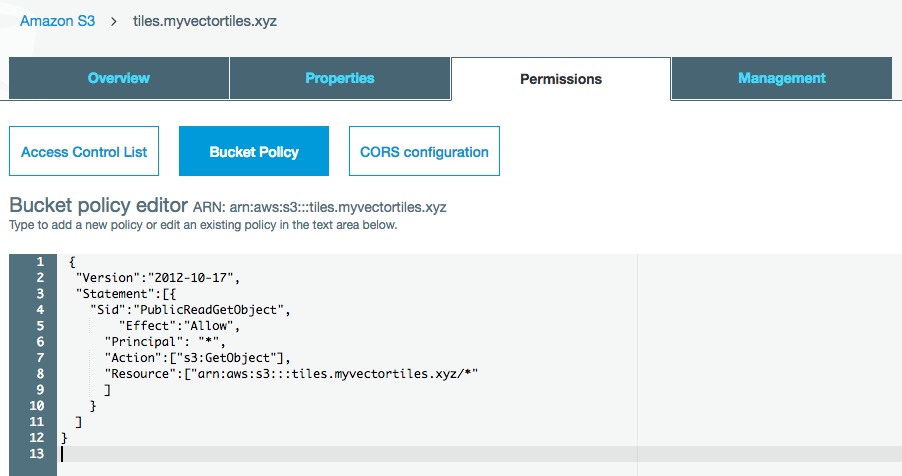 Amazon S3 > tiles.myvectortiles.xyz
Overview Properties Permissions Management
Access Control List Bucket Policy CORS configuration
Bucket policy editor ARN: arn:aws:s3:::tiles.myvectortiles.xyz
Type to add a new policy or edit an existing policy in the text area below.
1 {
2 "Version":"2012-10-17",
3 "Statement":[{
4 "Sid":"PublicReadGetObject",
5 "Effect":"Allow",
6 "Principal": "*",
7 "Action":["s3:GetObject"],
8 "Resource":["arn:aws:s3:::tiles.myvectortiles.xyz/*"
9 ]
10 }
11 ]
12 }
13